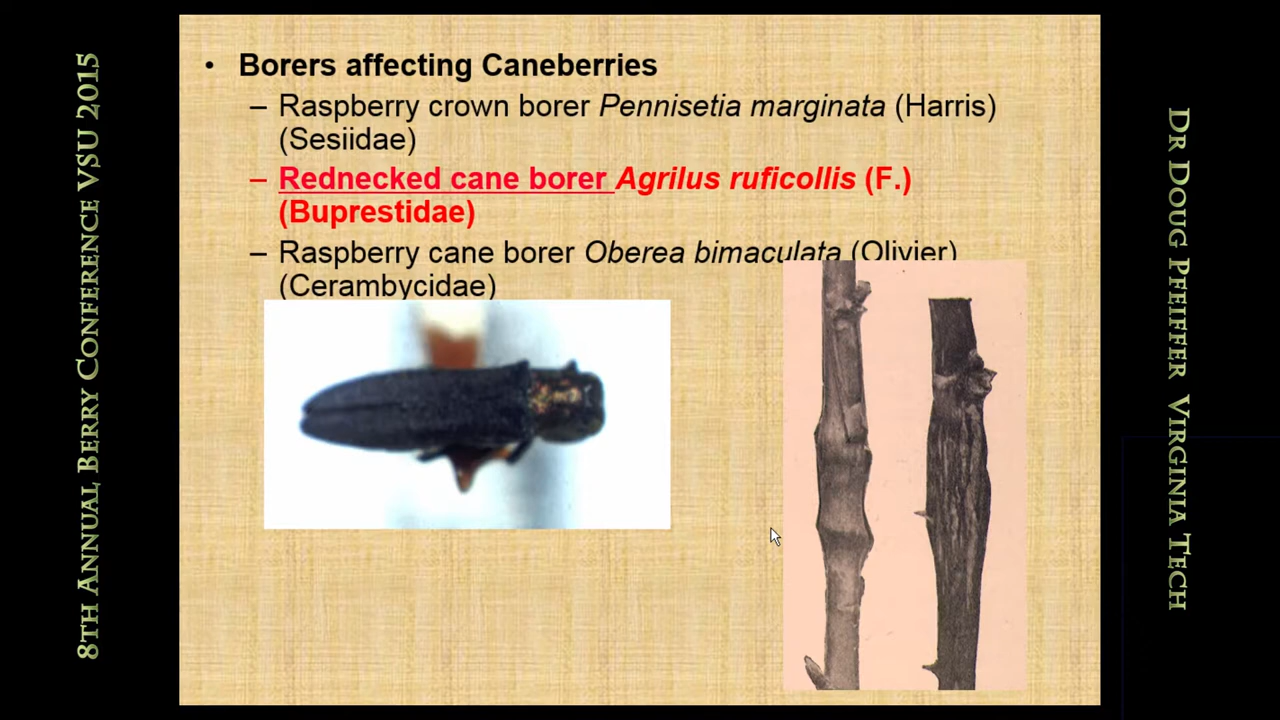 8TH ANNUAL BERRY CONFERENCE VSU 2015
• Borers affecting Caneberries
– Raspberry crown borer Pennisetia marginata (Harris)
(Sesiidae)
– Rednecked cane borer Agrilus ruficollis (F.)
(Buprestidae)
– Raspberry cane borer Oberea bimaculata (Olivier)
(Cerambycidae)
DR DOUG PFEIFFER VIRGINIA TECH